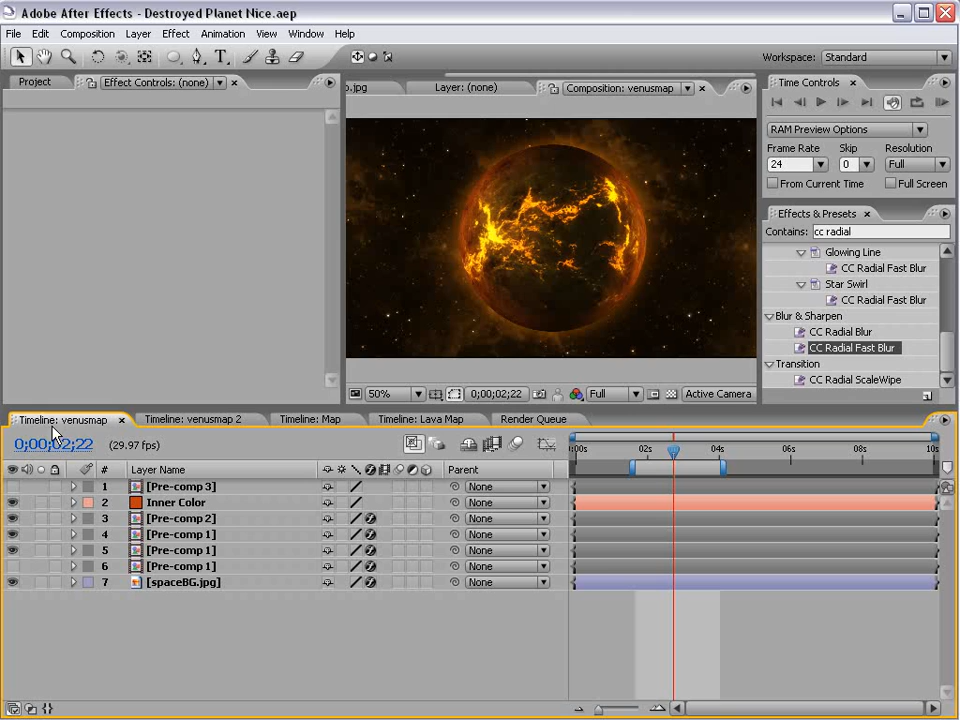 Adobe After Effects - Destroyed Planet Nice.aep
File Edit Composition Layer Effect Animation View Window Help
Workspace: Standard
Project Effect Controls: (none)
o.jpg Layer: (none) Composition: venusmap
Time Controls
RAM Preview Options
Frame Rate Skip Resolution
24 0 Full
From Current Time Full Screen
Effects & Presets
Contains: cc radial
Glowing Line
CC Radial Fast Blur
Star Swirl
CC Radial Fast Blur
Blur & Sharpen
CC Radial Blur
CC Radial Fast Blur
Transition
CC Radial ScaleWipe
50% 0;00;02;22 Full Active Camera
Timeline: venusmap Timeline: venusmap 2 Timeline: Map Timeline: Lava Map Render Queue
0;00;02;22 (29.97 fps)
:00s 02s 04s 06s 08s 10s
# Layer Name Parent
1 [Pre-comp 3] None
2 Inner Color None
3 [Pre-comp 2] None
4 [Pre-comp 1] None
5 [Pre-comp 1] None
6 [Pre-comp 1] None
7 [spaceBG.jpg] None